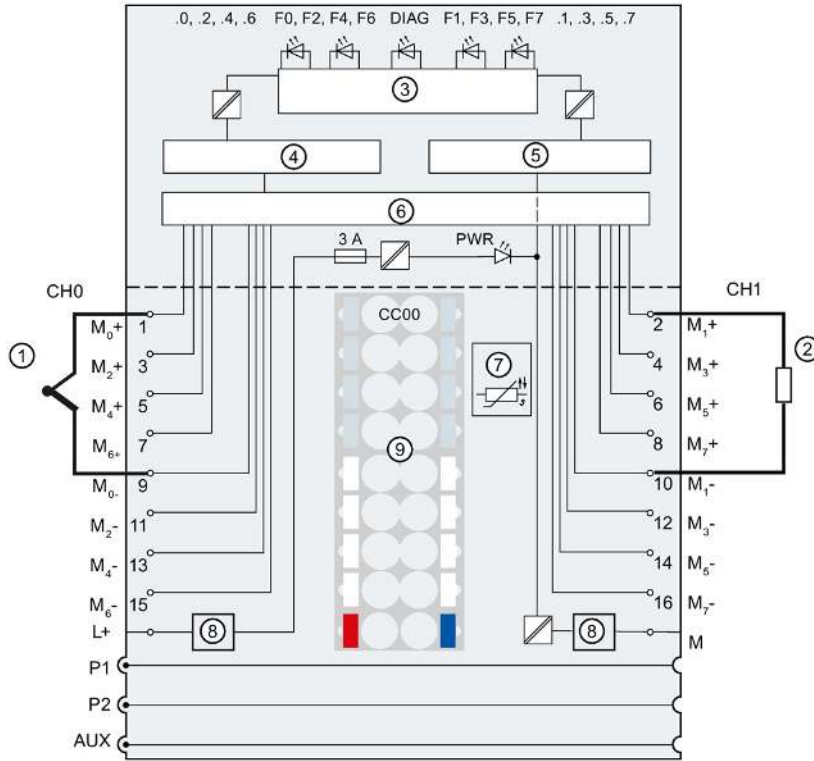 .0, .2, .4, .6 F0, F2, F4, F6 DIAG F1, F3, F5, F7 .1, .3, .5, .7
③
④ ⑤
⑥
3 A PWR
CH0 CH1
CC00
1 2
M₀+ M₁+
① ⑦ ②
3 4
M₂+ M₃+
5 6
M₄+ M₅+
7 8
M₆₊ M₇+
⑨
9 10
M₀₋ M₁-
M₂- 11 12 M₃-
M₄- 13 14 M₅-
M₆- 15 16 M₇-
L+ ⑧ ⑧ M
P1
P2
AUX